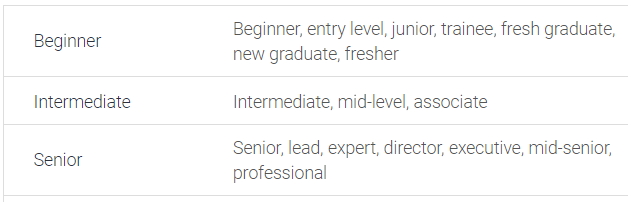 Beginner
Beginner, entry level, junior, trainee, fresh graduate,
new graduate, fresher
Intermediate
Intermediate, mid-level, associate
Senior
Senior, lead, expert, director, executive, mid-senior,
professional